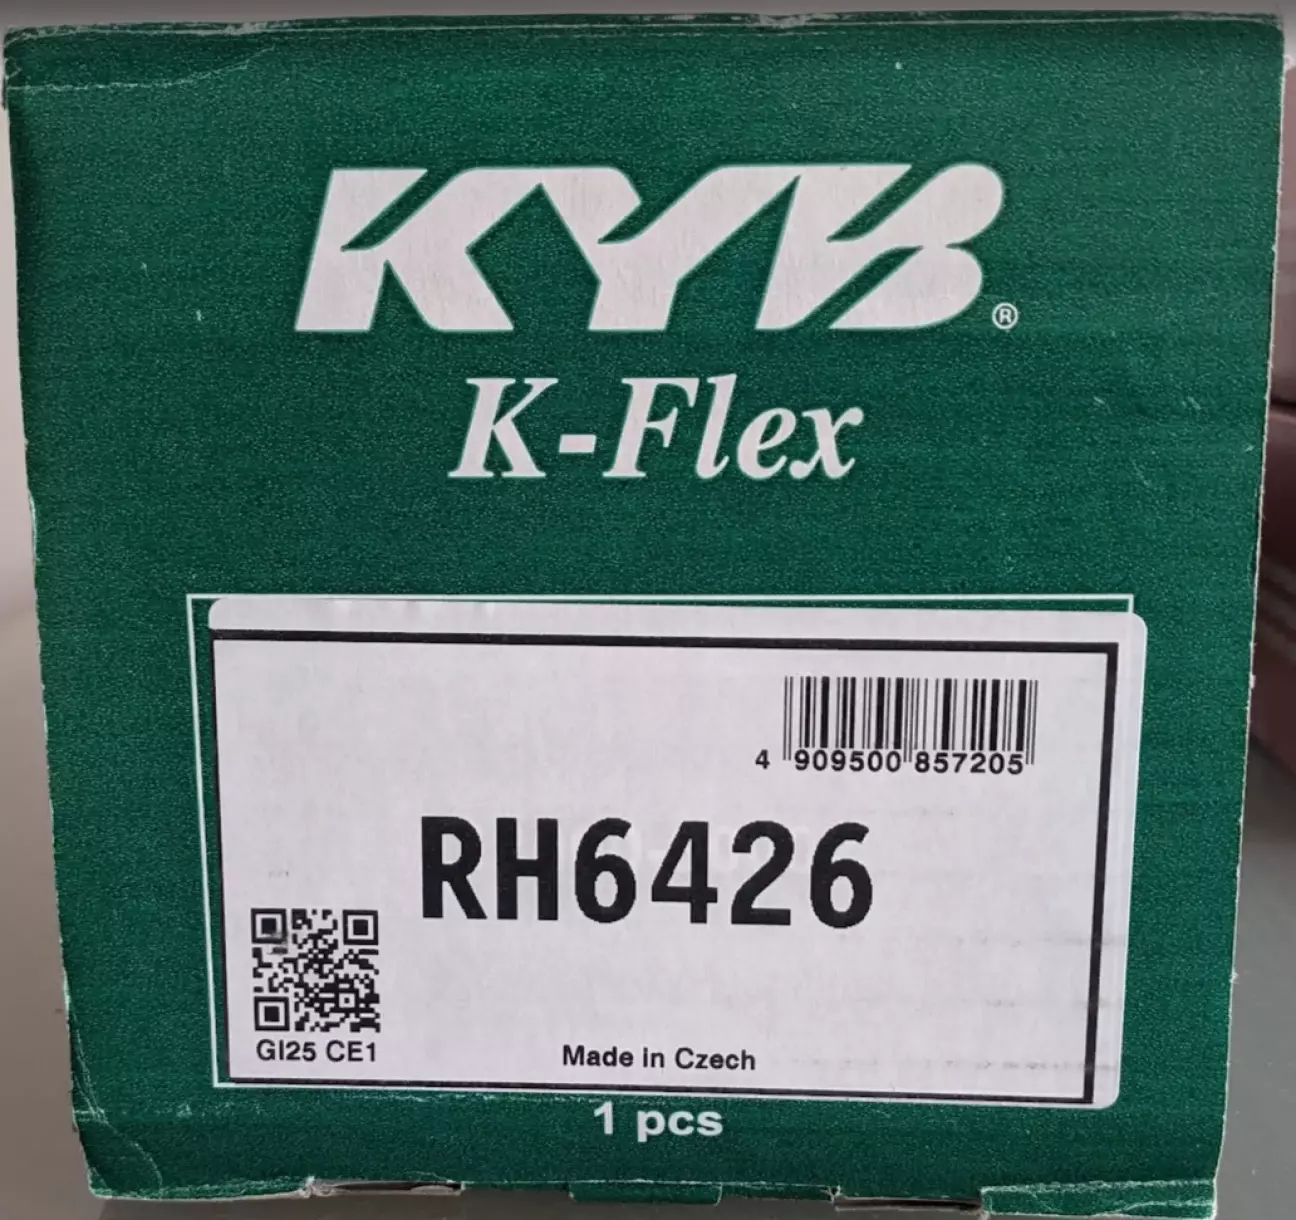 KYB®
K-Flex
4 909500 857205
RH6426
GI25 CE1
Made in Czech
1 pcs